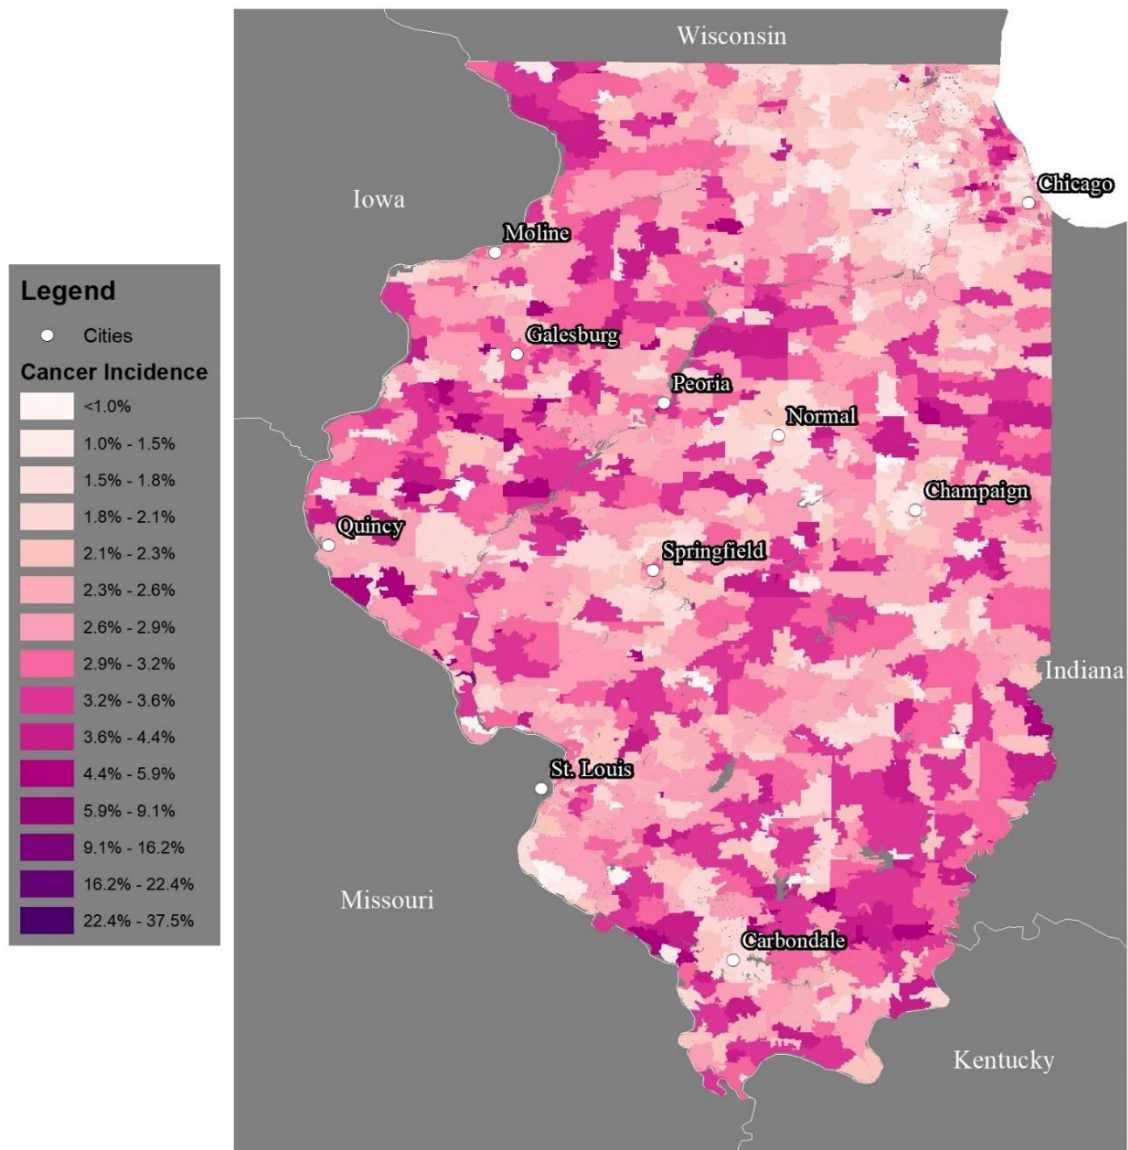 Wisconsin
Chicago
Iowa
Moline
Legend
Cities
Galesburg
Cancer Incidence
Peoria
<1.0%
Normal
1.0% - 1.5%
1.5% - 1.8%
Champaign
1.8% - 2.1%
Quincy
2.1% - 2.3%
Springfield
2.3% - 2.6%
2.6% - 2.9%
2.9% - 3.2%
Indiana
3.2% - 3.6%
3.6% - 4.4%
4.4% - 5.9%
St. Louis
5.9% - 9.1%
9.1% - 16.2%
16.2% - 22.4%
Missouri
22.4% - 37.5%
Carbondale
Kentucky